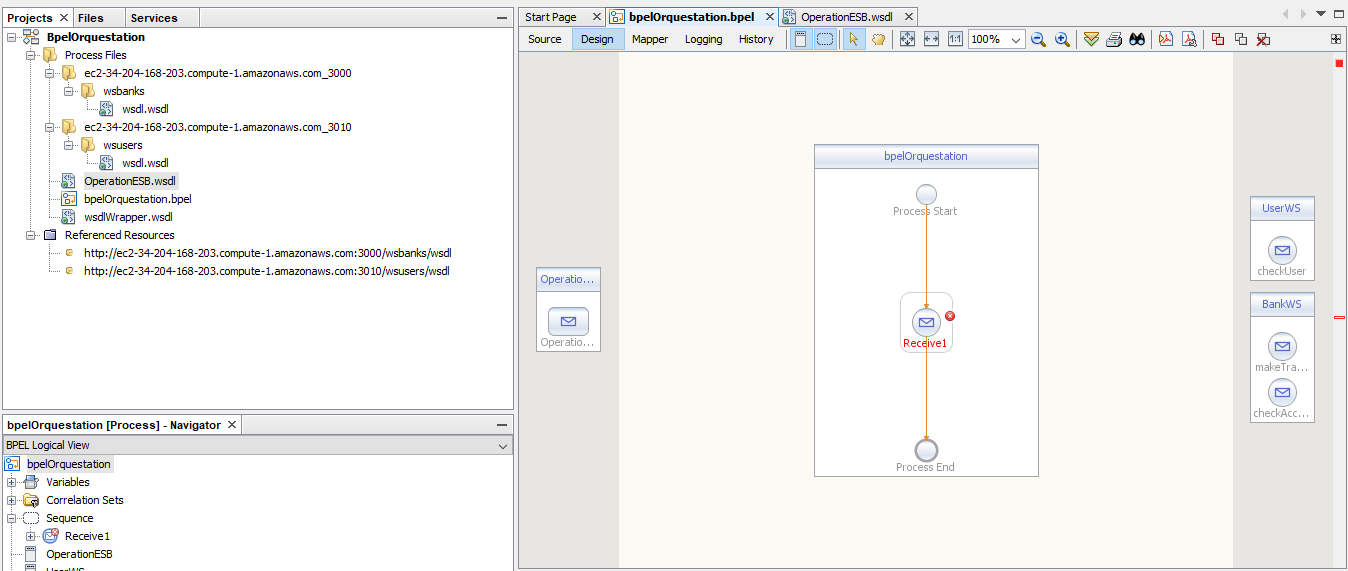 Projects Files Services
BpelOrquestation
Process Files
ec2-34-204-168-203.compute-1.amazonaws.com_3000
wsbanks
wsdl.wsdl
ec2-34-204-168-203.compute-1.amazonaws.com_3010
wsusers
wsdl.wsdl
OperationESB.wsdl
bpelOrquestation.bpel
wsdlWrapper.wsdl
Referenced Resources
http://ec2-34-204-168-203.compute-1.amazonaws.com:3000/wsbanks/wsdl
http://ec2-34-204-168-203.compute-1.amazonaws.com:3010/wsusers/wsdl
bpelOrquestation [Process] - Navigator
BPEL Logical View
bpelOrquestation
Variables
Correlation Sets
Sequence
Receive1
OperationESB
UserWS
Start Page bpelOrquestation.bpel OperationESB.wsdl
Source Design Mapper Logging History 1:1 100%
bpelOrquestation
Process Start
Receive1
Process End
Operatio...
Operatio...
UserWS
checkUser
BankWS
makeTra...
checkAcc...